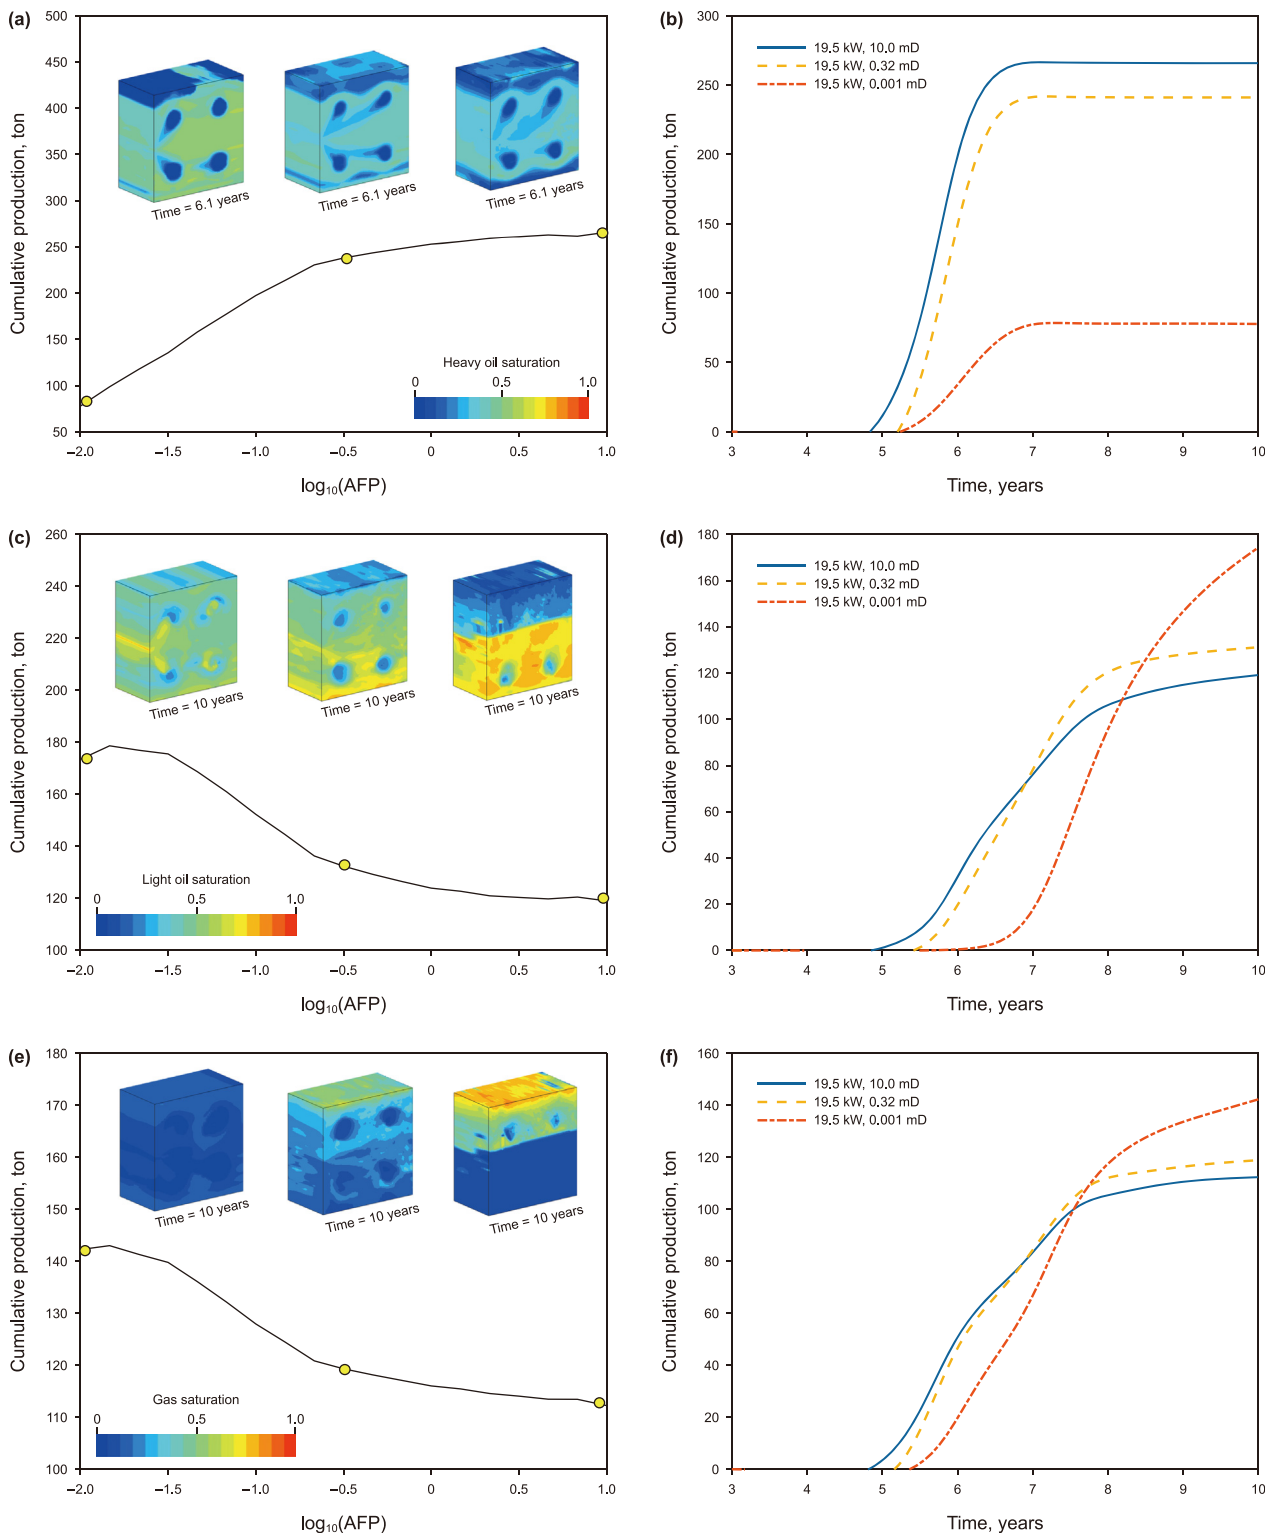 (a)
500
450
400
350
300
250
200
150
100
50
Cumulative production, ton
Time = 6.1 years
Time = 6.1 years
Time = 6.1 years
Heavy oil saturation
0 0.5 1.0
–2.0 –1.5 –1.0 –0.5 0 0.5 1.0
log₁₀(AFP)
(b)
300
250
200
150
100
50
0
Cumulative production, ton
19.5 kW, 10.0 mD
19.5 kW, 0.32 mD
19.5 kW, 0.001 mD
3 4 5 6 7 8 9 10
Time, years
(c)
260
240
220
200
180
160
140
120
100
Cumulative production, ton
Time = 10 years
Time = 10 years
Time = 10 years
Light oil saturation
0 0.5 1.0
–2.0 –1.5 –1.0 –0.5 0 0.5 1.0
log₁₀(AFP)
(d)
180
160
140
120
100
80
60
40
20
0
Cumulative production, ton
19.5 kW, 10.0 mD
19.5 kW, 0.32 mD
19.5 kW, 0.001 mD
3 4 5 6 7 8 9 10
Time, years
(e)
180
170
160
150
140
130
120
110
100
Cumulative production, ton
Time = 10 years
Time = 10 years
Time = 10 years
Gas saturation
0 0.5 1.0
–2.0 –1.5 –1.0 –0.5 0 0.5 1.0
log₁₀(AFP)
(f)
160
140
120
100
80
60
40
20
0
Cumulative production, ton
19.5 kW, 10.0 mD
19.5 kW, 0.32 mD
19.5 kW, 0.001 mD
3 4 5 6 7 8 9 10
Time, years